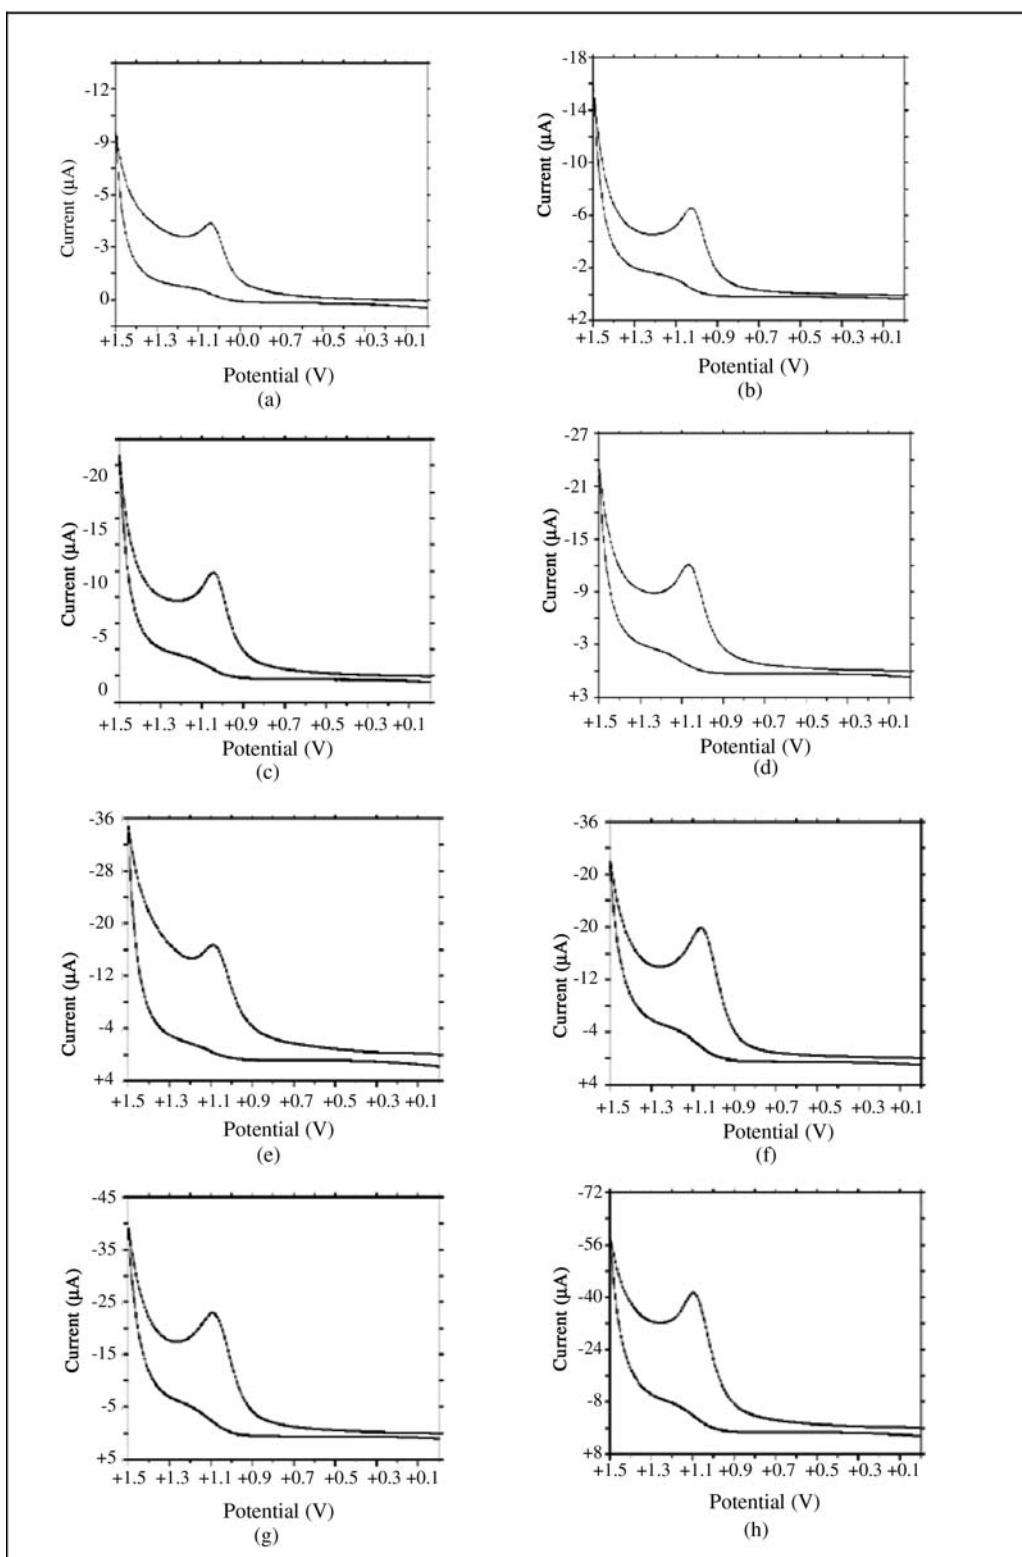 -12
-9
-5
-3
0
Current (µA)
+1.5 +1.3 +1.1 +0.0 +0.7 +0.5 +0.3 +0.1
Potential (V)
(a)
-18
-14
-10
-6
-2
+2
Current (µA)
+1.5 +1.3 +1.1 +0.9 +0.7 +0.5 +0.3 +0.1
Potential (V)
(b)
-20
-15
-10
-5
0
Current (µA)
+1.5 +1.3 +1.1 +0.9 +0.7 +0.5 +0.3 +0.1
Potential (V)
(c)
-27
-21
-15
-9
-3
+3
Current (µA)
+1.5 +1.3 +1.1 +0.9 +0.7 +0.5 +0.3 +0.1
Potential (V)
(d)
-36
-28
-20
-12
-4
+4
Current (µA)
+1.5 +1.3 +1.1 +0.9 +0.7 +0.5 +0.3 +0.1
Potential (V)
(e)
-36
-20
-20
-12
-4
+4
Current (µA)
+1.5 +1.3 +1.1 +0.9 +0.7 +0.5 +0.3 +0.1
Potential (V)
(f)
-45
-35
-25
-15
-5
+5
Current (µA)
+1.5 +1.3 +1.1 +0.9 +0.7 +0.5 +0.3 +0.1
Potential (V)
(g)
-72
-56
-40
-24
-8
+8
Current (µA)
+1.5 +1.3 +1.1 +0.9 +0.7 +0.5 +0.3 +0.1
Potential (V)
(h)